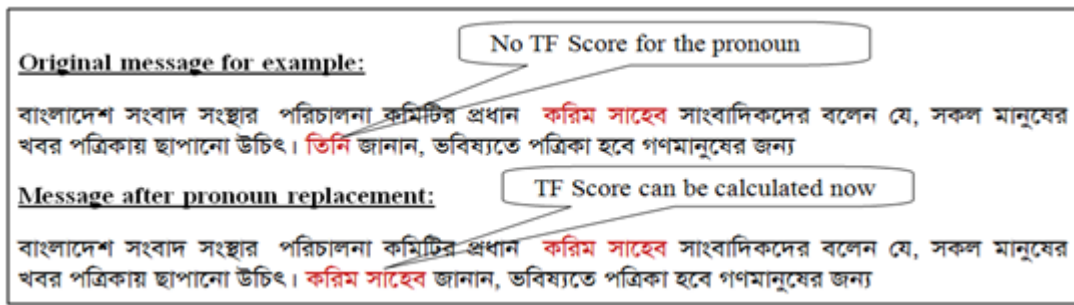 No TF Score for the pronoun
Original message for example:
বাংলাদেশ সংবাদ সংস্থার পরিচালনা কমিটির প্রধান করিম সাহেব সাংবাদিকদের বলেন যে, সকল মানুষের
খবর পত্রিকায় ছাপানো উচিৎ। তিনি জানান, ভবিষ্যতে পত্রিকা হবে গণমানুষের জন্য
Message after pronoun replacement:
TF Score can be calculated now
বাংলাদেশ সংবাদ সংস্থার পরিচালনা কমিটির প্রধান করিম সাহেব সাংবাদিকদের বলেন যে, সকল মানুষের
খবর পত্রিকায় ছাপানো উচিৎ। করিম সাহেব জানান, ভবিষ্যতে পত্রিকা হবে গণমানুষের জন্য